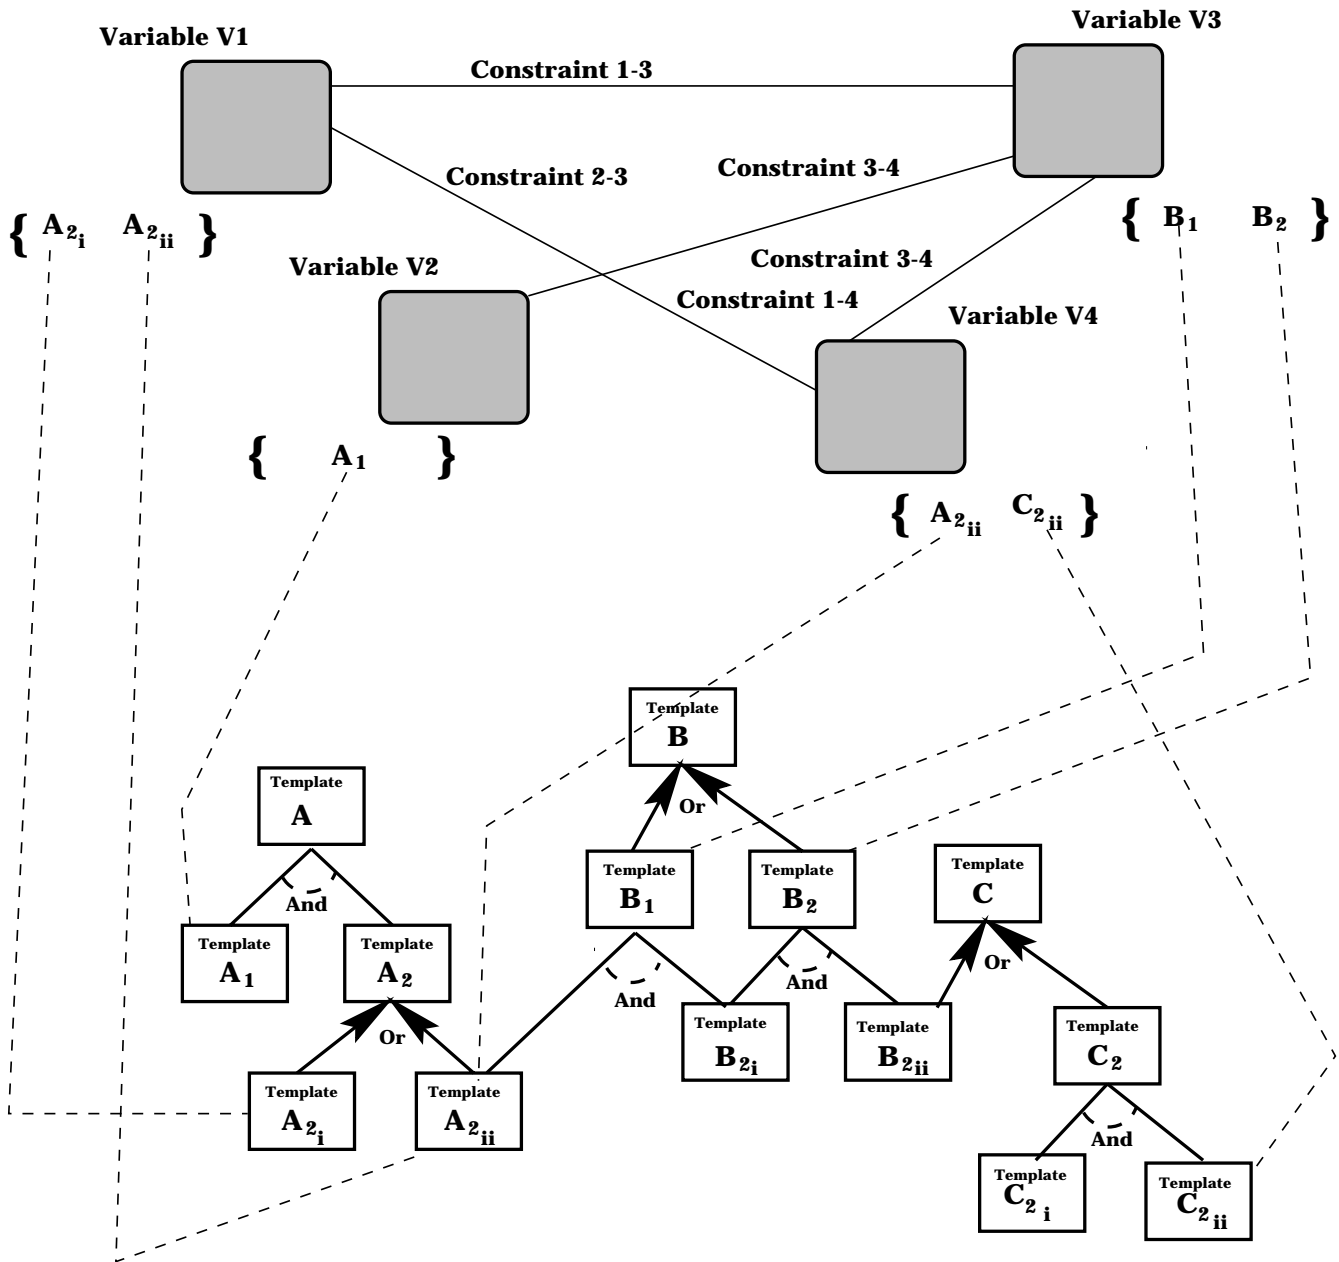 Variable V3
Variable V1
Constraint 1-3
Constraint 3-4
Constraint 2-3
{ A2i A2ii }
{ B1 B2 }
Variable V2
Constraint 3-4
Constraint 1-4
Variable V4
{ A1 }
{ A2ii C2ii }
Template
B
Template
A
Or
Template
B1
Template
B2
Template
C
And
Template
A1
Template
A2
And
And
Or
Or
Template
B2i
Template
B2ii
Template
C2
Template
A2i
Template
A2ii
And
Template
C2i
Template
C2ii